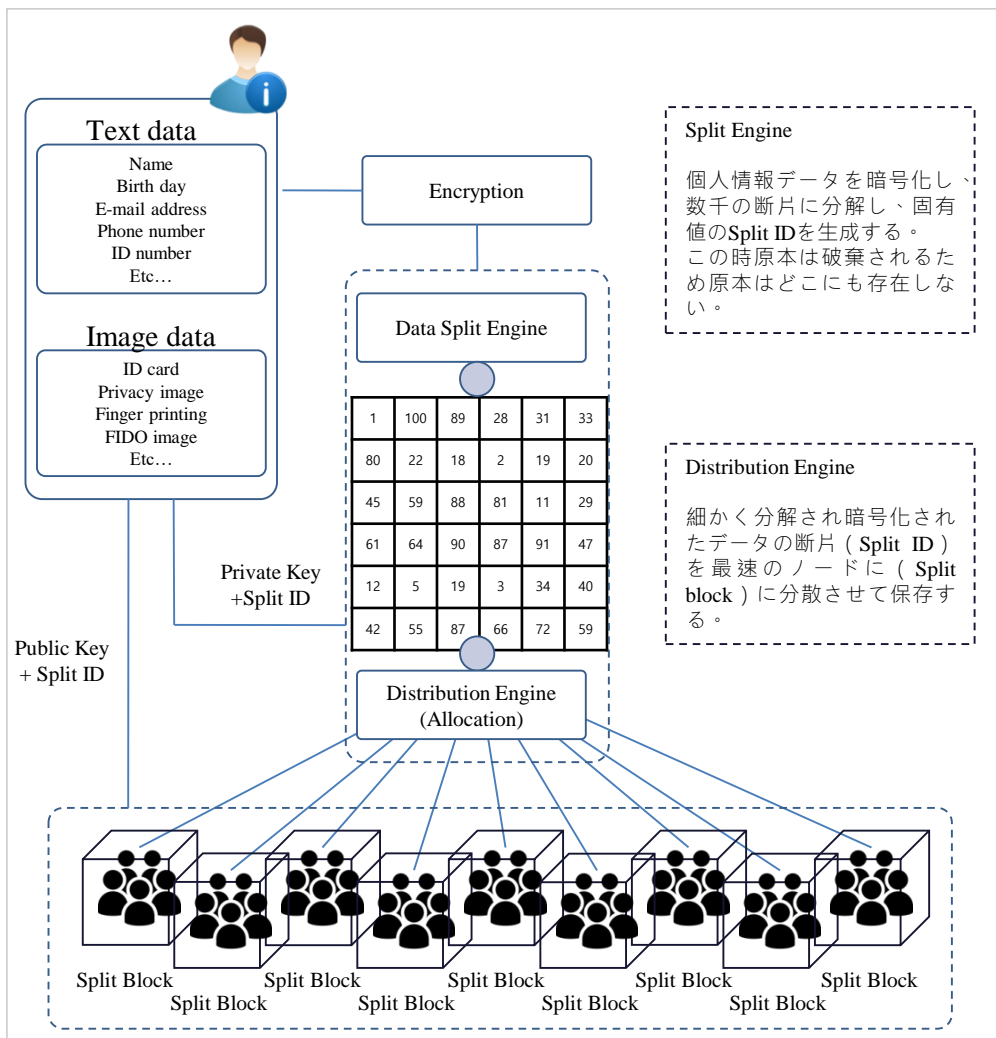 Text data
Name
Birth day
E-mail address
Phone number
ID number
Etc…
Image data
ID card
Privacy image
Finger printing
FIDO image
Etc…
Encryption
Data Split Engine
1 100 89 28 31 33
80 22 18 2 19 20
45 59 88 81 11 29
61 64 90 87 91 47
12 5 19 3 34 40
42 55 87 66 72 59
Private Key
+Split ID
Public Key
+ Split ID
Distribution Engine
(Allocation)
Split Engine
個人情報データを暗号化し、
数千の断片に分解し、固有
値のSplit IDを生成する。
この時原本は破棄されるた
め原本はどこにも存在しな
い。
Distribution Engine
細かく分解され暗号化され
たデータの断片 ( Split ID )
を最速のノードに ( Split
block ) に分散させて保存す
る。
Split Block
Split Block
Split Block
Split Block
Split Block
Split Block
Split Block
Split Block
Split Block